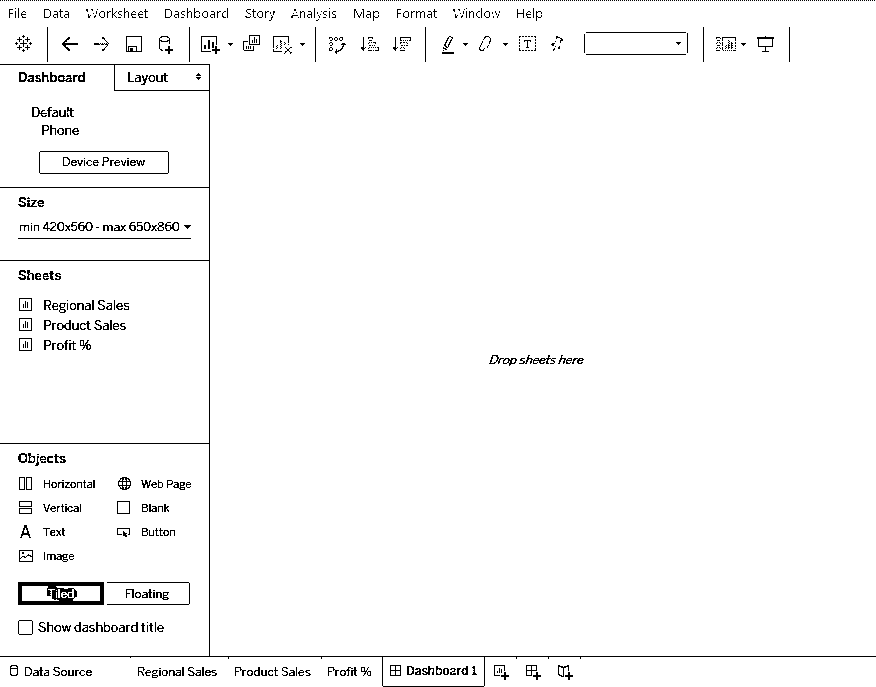 File Data Worksheet Dashboard Story Analysis Map Format Window Help
Dashboard Layout
Default
Phone
Device Preview
Size
min 420x560 - max 650x860
Sheets
Regional Sales
Product Sales
Profit %
Drop sheets here
Objects
Horizontal Web Page
Vertical Blank
A Text Button
Image
Tiled Floating
Show dashboard title
Data Source Regional Sales Product Sales Profit % Dashboard 1